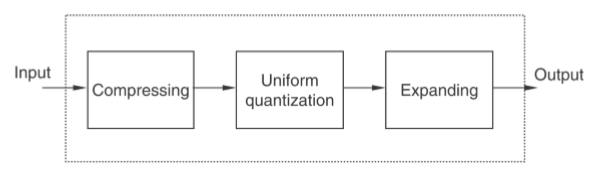 Input
Compressing
Uniform
quantization
Expanding
Output